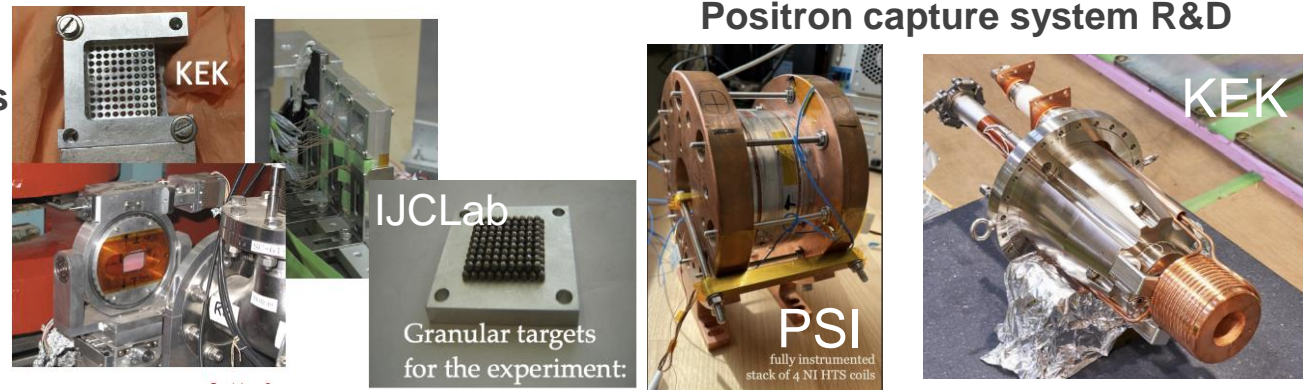 Positron capture system R&D
s
KEK
IJCLab
Granular targets
for the experiment:
PSI
fully instrumented
stack of 4 NI HTS coils
KEK